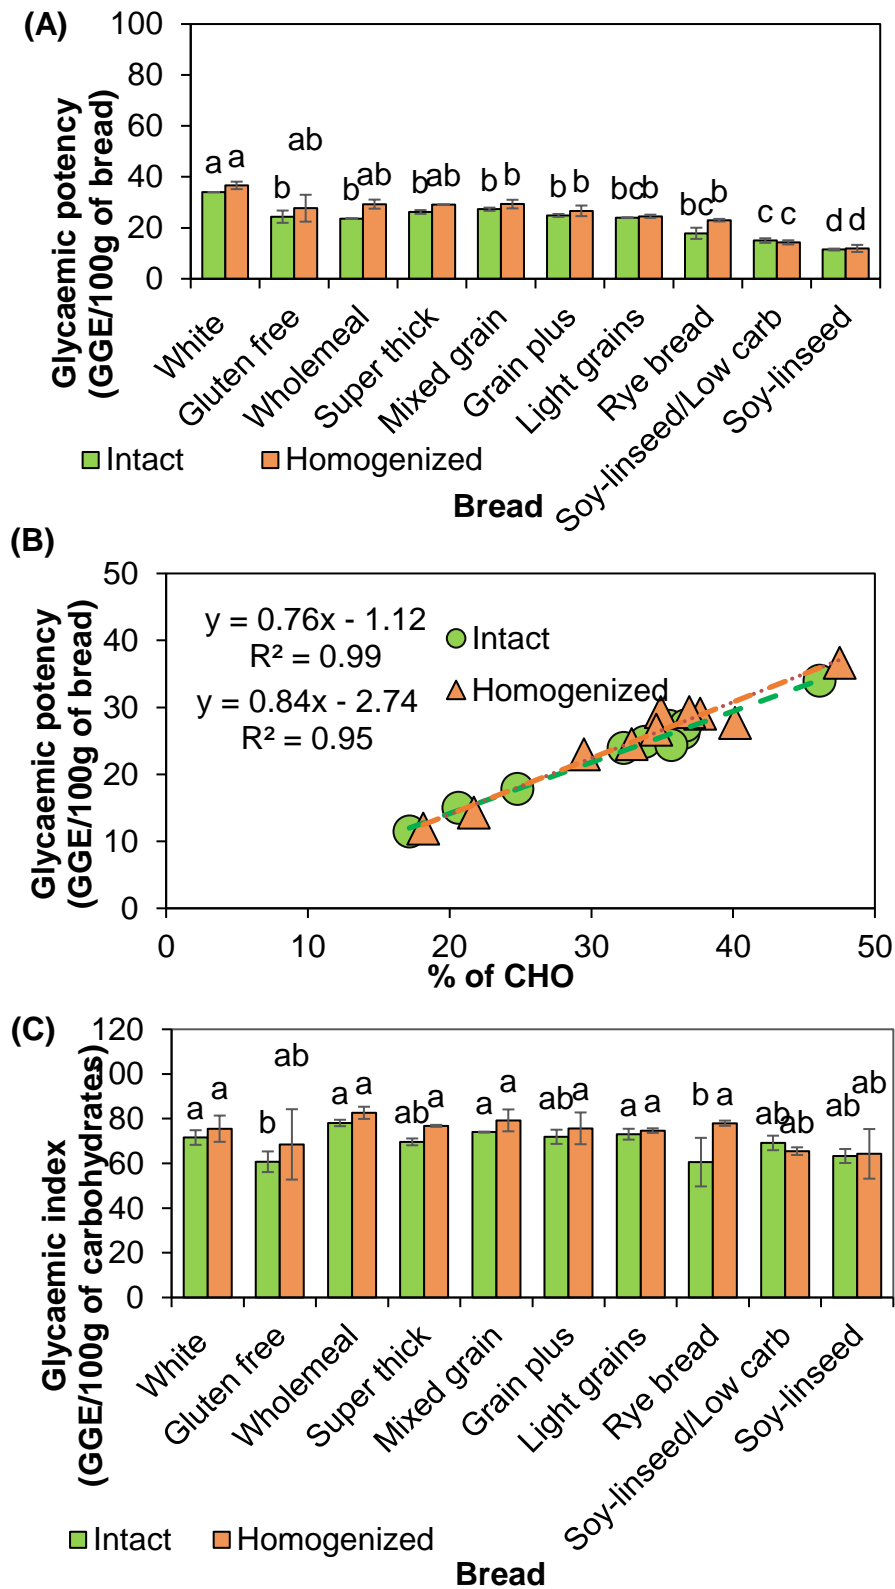 (A)
Glycaemic potency
(GGE/100g of bread)
100
80
60
40
20
0
a a b ab b ab b ab b b b b bc b bc b c c d d
White
Gluten free
Wholemeal
Super thick
Mixed grain
Grain plus
Light grains
Rye bread
Soy-linseed/Low carb
Soy-linseed
Intact Homogenized
Bread
(B)
Glycaemic potency
(GGE/100g of bread)
50
40
30
20
10
0
y = 0.76x - 1.12
R² = 0.99
y = 0.84x - 2.74
R² = 0.95
Intact
Homogenized
0 10 20 30 40 50
% of CHO
(C)
Glycaemic index
(GGE/100g of carbohydrates)
120
100
80
60
40
20
0
a a b ab a a ab a a a ab a a a b a ab ab ab ab
White
Gluten free
Wholemeal
Super thick
Mixed grain
Grain plus
Light grains
Rye bread
Soy-linseed/Low carb
Soy-linseed
Intact Homogenized
Bread